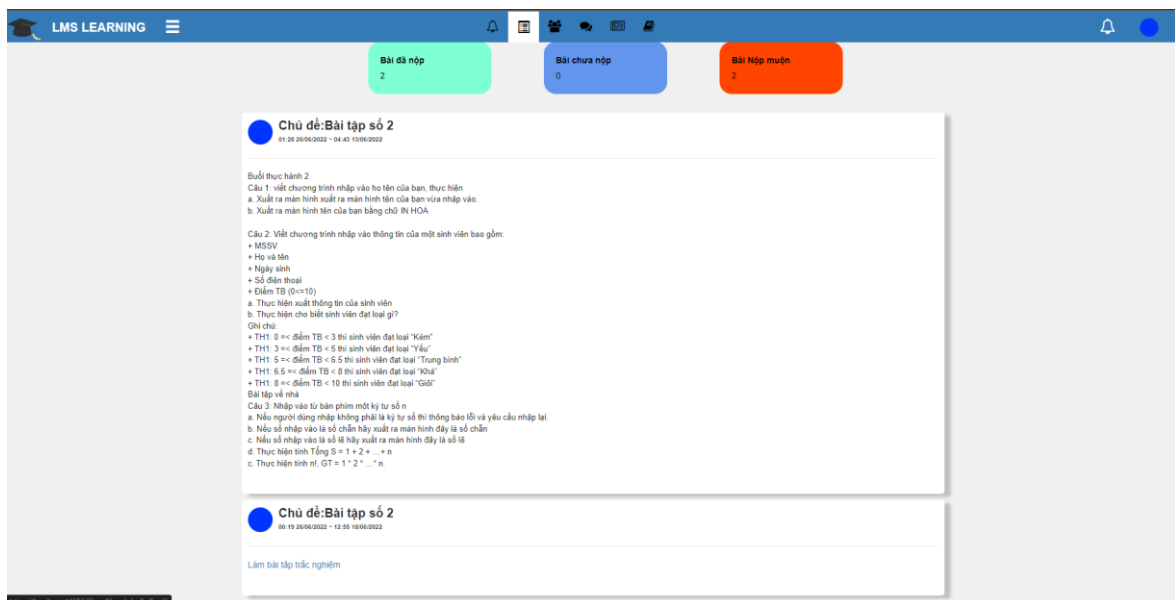 LMS LEARNING
Bài đã nộp
2
Bài chưa nộp
0
Bài Nộp muộn
2
Chủ đề:Bài tập số 2
01:28 26/06/2022 ~ 04:43 13/06/2022
Buổi thực hành 2
Câu 1: viết chương trình nhập vào họ tên của bạn, thực hiện
a. Xuất ra màn hình xuất ra màn hình tên của bạn vừa nhập vào.
b. Xuất ra màn hình tên của bạn bằng chữ IN HOA
Câu 2: Viết chương trình nhập vào thông tin của một sinh viên bao gồm:
+ MSSV
+ Họ và tên
+ Ngày sinh
+ Số điện thoại
+ Điểm TB (0<=10)
a. Thực hiện xuất thông tin của sinh viên
b. Thực hiện cho biết sinh viên đạt loại gì?
Ghi chú:
+ TH1: 0 =< điểm TB < 3 thì sinh viên đạt loại “Kém”
+ TH1: 3 =< điểm TB < 5 thì sinh viên đạt loại “Yếu”
+ TH1: 5 =< điểm TB < 6.5 thì sinh viên đạt loại “Trung bình”
+ TH1: 6.5 =< điểm TB < 8 thì sinh viên đạt loại “Khá”
+ TH1: 8 =< điểm TB < 10 thì sinh viên đạt loại “Giỏi”
Bài tập về nhà
Câu 3: Nhập vào từ bàn phím một ký tự số n
a. Nếu người dùng nhập không phải là ký tự số thì thông báo lỗi và yêu cầu nhập lại.
b. Nếu số nhập vào là số chẵn hãy xuất ra màn hình đây là số chẵn
c. Nếu số nhập vào là số lẽ hãy xuất ra màn hình đây là số lẽ
d. Thực hiện tính Tổng S = 1 + 2 + ...+ n
c. Thực hiện tính n!, GT = 1 * 2 * ...* n.
Chủ đề:Bài tập số 2
00:19 26/06/2022 ~ 12:55 18/06/2022
Làm bài tập trắc nghiệm